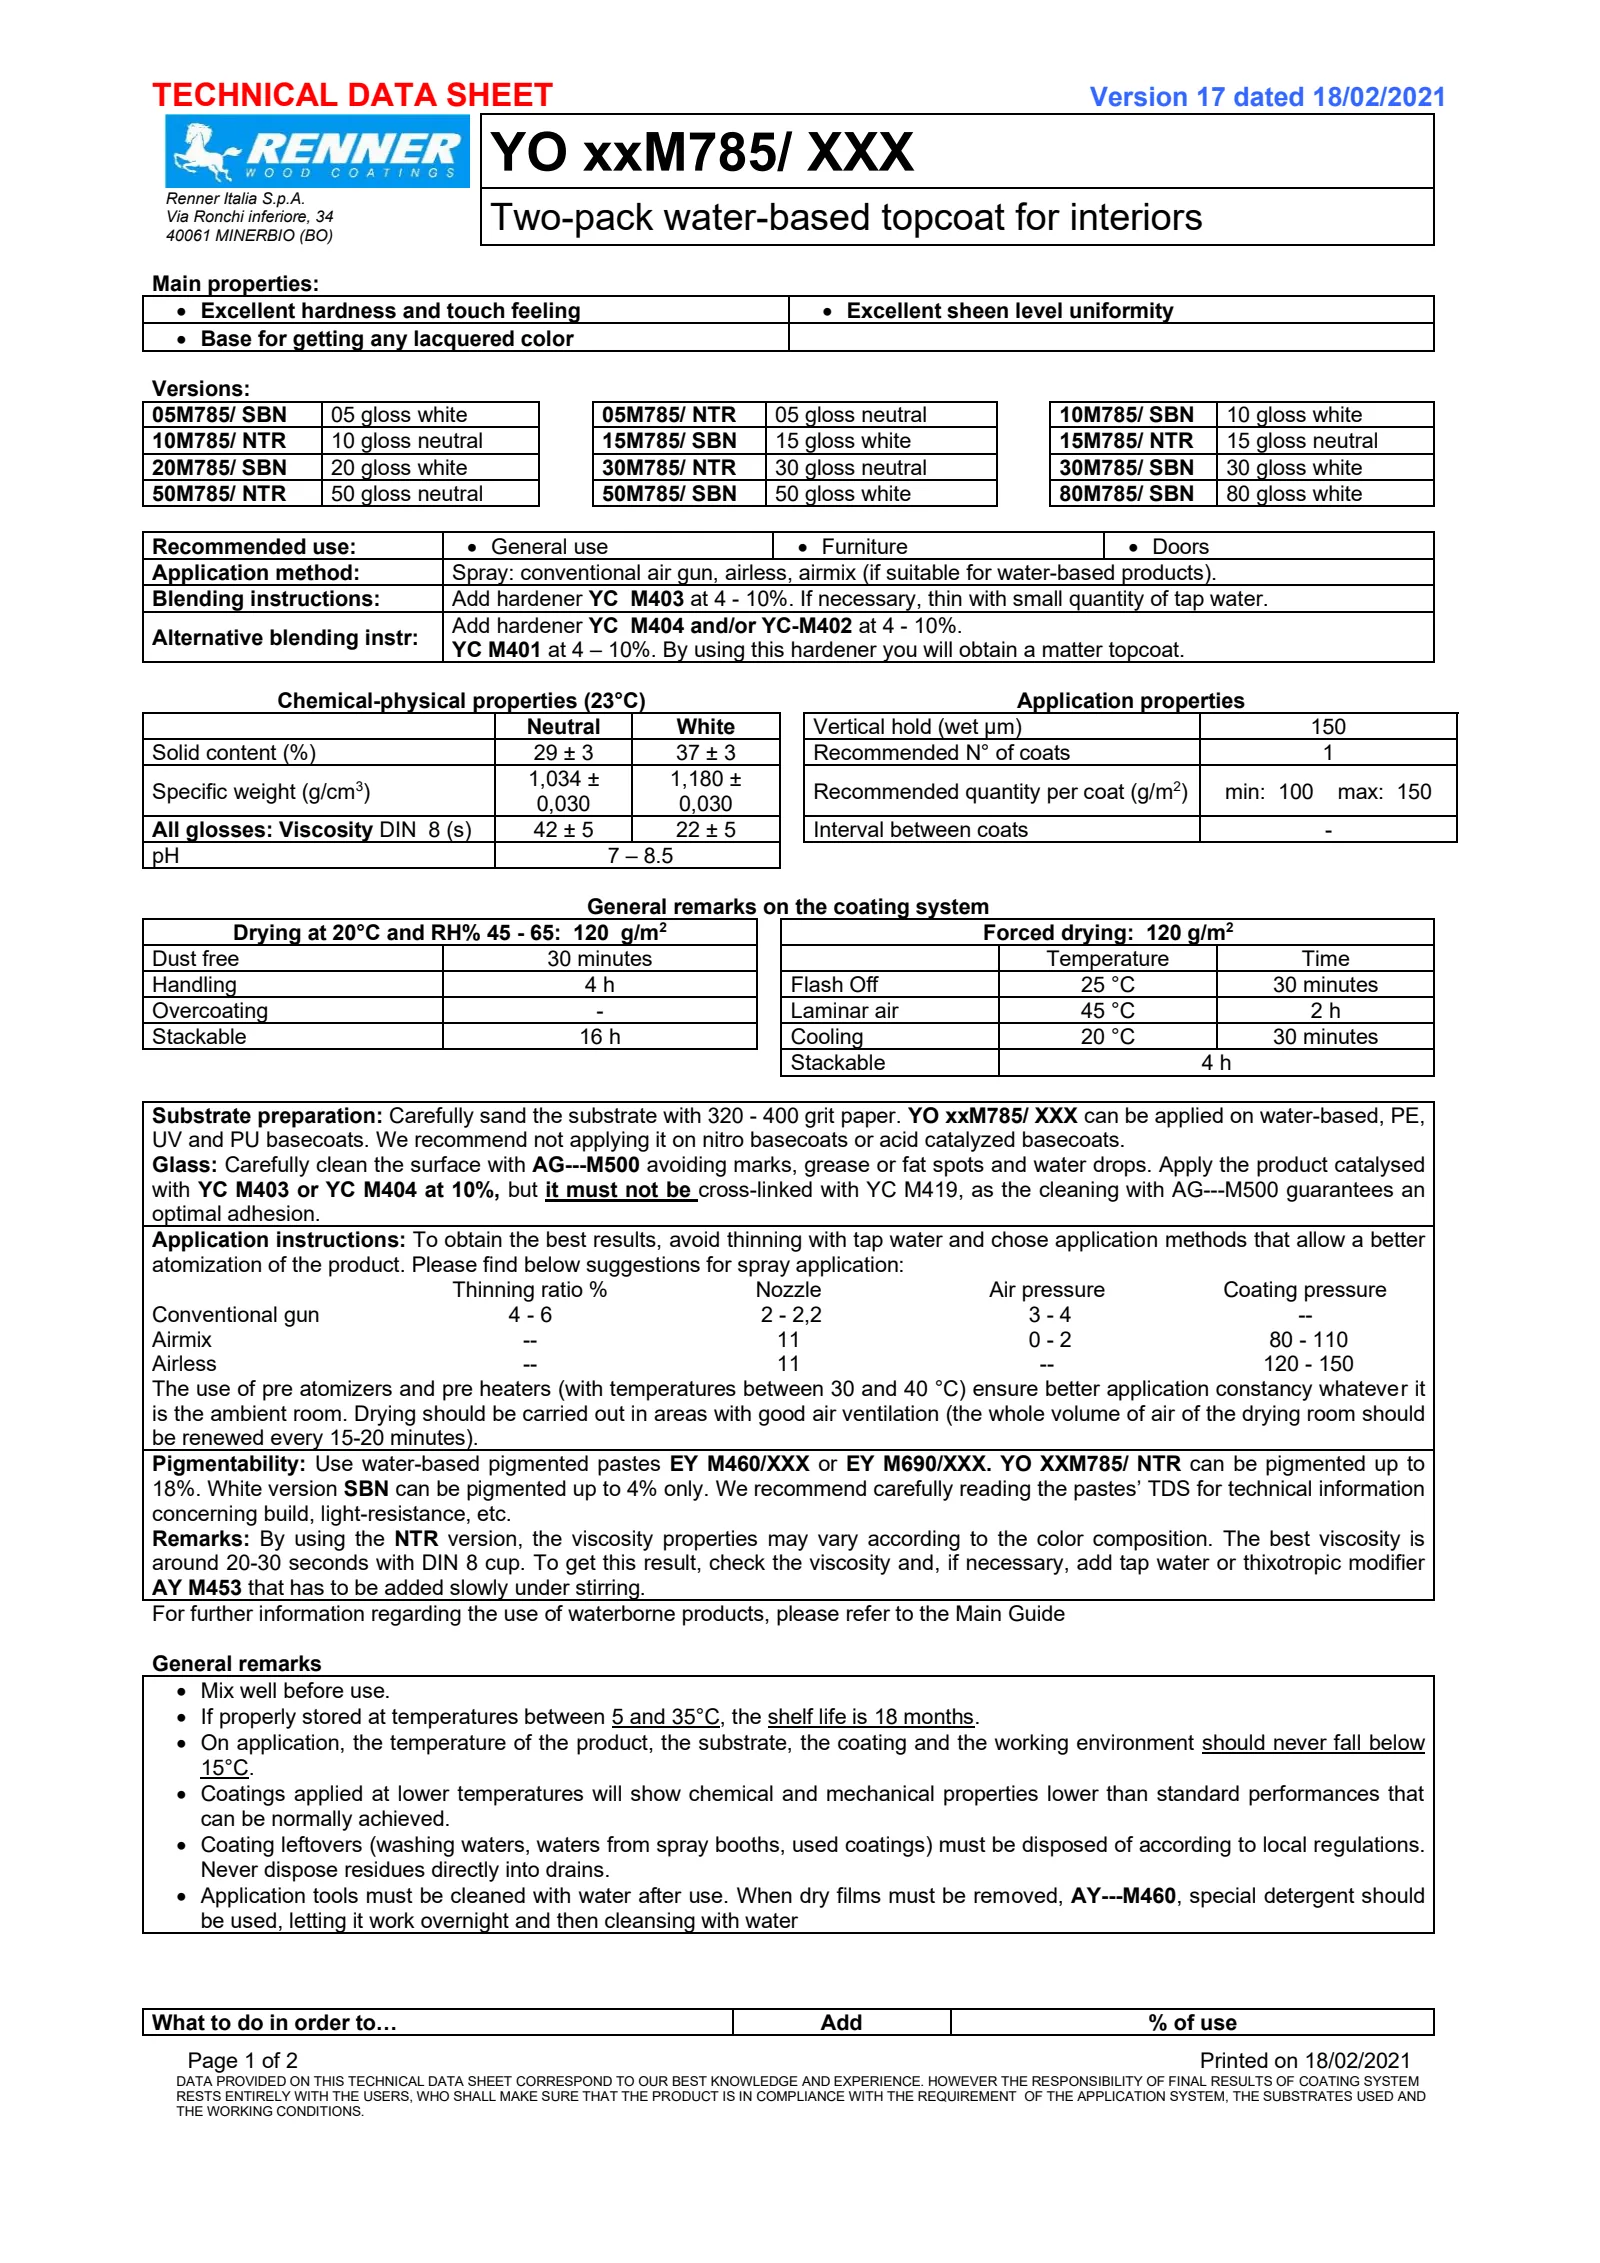 TECHNICAL DATA SHEET Version 17 dated 18/02/2021
RENNER
WOOD COATINGS
Renner Italia S.p.A.
Via Ronchi inferiore, 34
40061 MINERBIO (BO)
YO xxM785/ XXX
Two-pack water-based topcoat for interiors
Main properties:
• Excellent hardness and touch feeling • Excellent sheen level uniformity
• Base for getting any lacquered color
Versions:
05M785/ SBN 05 gloss white 05M785/ NTR 05 gloss neutral 10M785/ SBN 10 gloss white
10M785/ NTR 10 gloss neutral 15M785/ SBN 15 gloss white 15M785/ NTR 15 gloss neutral
20M785/ SBN 20 gloss white 30M785/ NTR 30 gloss neutral 30M785/ SBN 30 gloss white
50M785/ NTR 50 gloss neutral 50M785/ SBN 50 gloss white 80M785/ SBN 80 gloss white
Recommended use: • General use • Furniture • Doors
Application method: Spray: conventional air gun, airless, airmix (if suitable for water-based products).
Blending instructions: Add hardener YC M403 at 4 - 10%. If necessary, thin with small quantity of tap water.
Alternative blending instr: Add hardener YC M404 and/or YC-M402 at 4 - 10%.
YC M401 at 4 – 10%. By using this hardener you will obtain a matter topcoat.
Chemical-physical properties (23°C)
Neutral White
Solid content (%) 29 ± 3 37 ± 3
Specific weight (g/cm³) 1,034 ± 1,180 ±
0,030 0,030
All glosses: Viscosity DIN 8 (s) 42 ± 5 22 ± 5
pH 7 – 8.5
Application properties
Vertical hold (wet µm) 150
Recommended N° of coats 1
Recommended quantity per coat (g/m²) min: 100 max: 150
Interval between coats -
General remarks on the coating system
Drying at 20°C and RH% 45 - 65: 120 g/m²
Dust free 30 minutes
Handling 4 h
Overcoating -
Stackable 16 h
Forced drying: 120 g/m²
Temperature Time
Flash Off 25 °C 30 minutes
Laminar air 45 °C 2 h
Cooling 20 °C 30 minutes
Stackable 4 h
Substrate preparation: Carefully sand the substrate with 320 - 400 grit paper. YO xxM785/ XXX can be applied on water-based, PE,
UV and PU basecoats. We recommend not applying it on nitro basecoats or acid catalyzed basecoats.
Glass: Carefully clean the surface with AG---M500 avoiding marks, grease or fat spots and water drops. Apply the product catalysed
with YC M403 or YC M404 at 10%, but it must not be cross-linked with YC M419, as the cleaning with AG---M500 guarantees an
optimal adhesion.
Application instructions: To obtain the best results, avoid thinning with tap water and chose application methods that allow a better
atomization of the product. Please find below suggestions for spray application:
Thinning ratio % Nozzle Air pressure Coating pressure
Conventional gun 4 - 6 2 - 2,2 3 - 4 --
Airmix -- 11 0 - 2 80 - 110
Airless -- 11 -- 120 - 150
The use of pre atomizers and pre heaters (with temperatures between 30 and 40 °C) ensure better application constancy whatever it
is the ambient room. Drying should be carried out in areas with good air ventilation (the whole volume of air of the drying room should
be renewed every 15-20 minutes).
Pigmentability: Use water-based pigmented pastes EY M460/XXX or EY M690/XXX. YO XXM785/ NTR can be pigmented up to
18%. White version SBN can be pigmented up to 4% only. We recommend carefully reading the pastes’ TDS for technical information
concerning build, light-resistance, etc.
Remarks: By using the NTR version, the viscosity properties may vary according to the color composition. The best viscosity is
around 20-30 seconds with DIN 8 cup. To get this result, check the viscosity and, if necessary, add tap water or thixotropic modifier
AY M453 that has to be added slowly under stirring.
For further information regarding the use of waterborne products, please refer to the Main Guide
General remarks
• Mix well before use.
• If properly stored at temperatures between 5 and 35°C, the shelf life is 18 months.
• On application, the temperature of the product, the substrate, the coating and the working environment should never fall below
15°C.
• Coatings applied at lower temperatures will show chemical and mechanical properties lower than standard performances that
can be normally achieved.
• Coating leftovers (washing waters, waters from spray booths, used coatings) must be disposed of according to local regulations.
Never dispose residues directly into drains.
• Application tools must be cleaned with water after use. When dry films must be removed, AY---M460, special detergent should
be used, letting it work overnight and then cleansing with water
What to do in order to… Add % of use
Page 1 of 2 Printed on 18/02/2021
DATA PROVIDED ON THIS TECHNICAL DATA SHEET CORRESPOND TO OUR BEST KNOWLEDGE AND EXPERIENCE. HOWEVER THE RESPONSIBILITY OF FINAL RESULTS OF COATING SYSTEM
RESTS ENTIRELY WITH THE USERS, WHO SHALL MAKE SURE THAT THE PRODUCT IS IN COMPLIANCE WITH THE REQUIREMENT OF THE APPLICATION SYSTEM, THE SUBSTRATES USED AND
THE WORKING CONDITIONS.